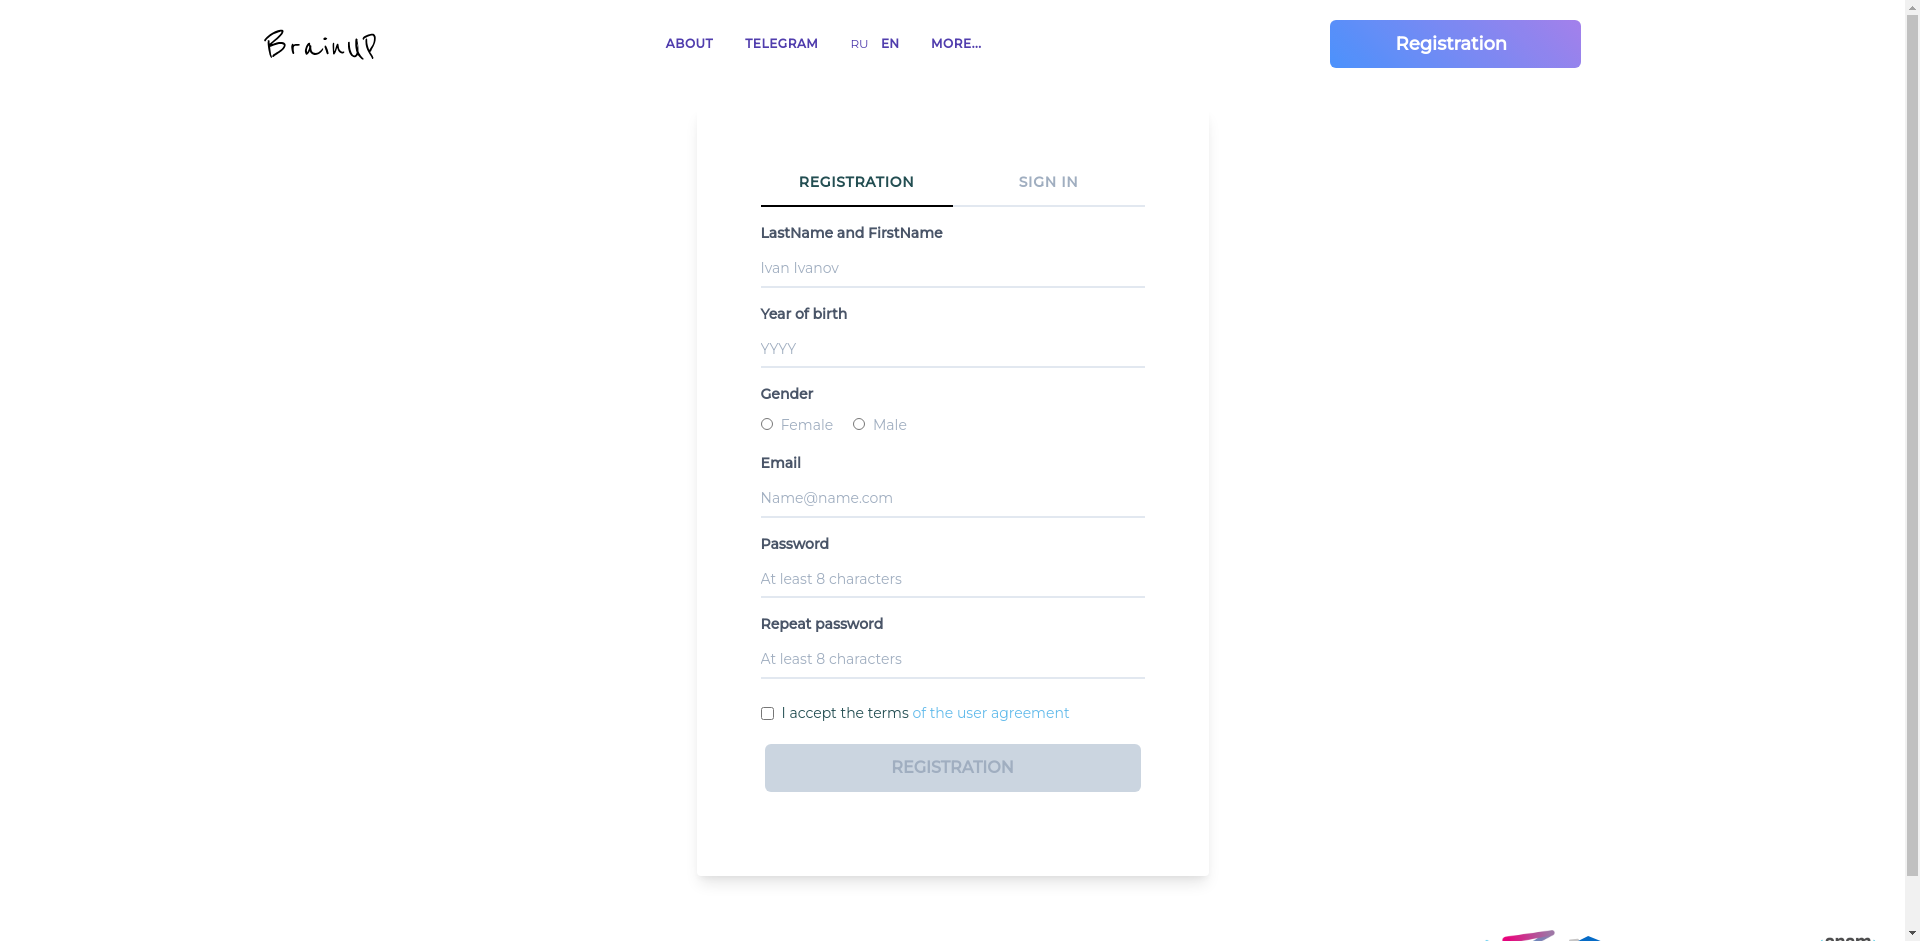 BrainUP
ABOUT TELEGRAM RU EN MORE...
Registration
REGISTRATION SIGN IN
LastName and FirstName
Ivan Ivanov
Year of birth
YYYY
Gender
Female Male
Email
Name@name.com
Password
At least 8 characters
Repeat password
At least 8 characters
I accept the terms of the user agreement
REGISTRATION